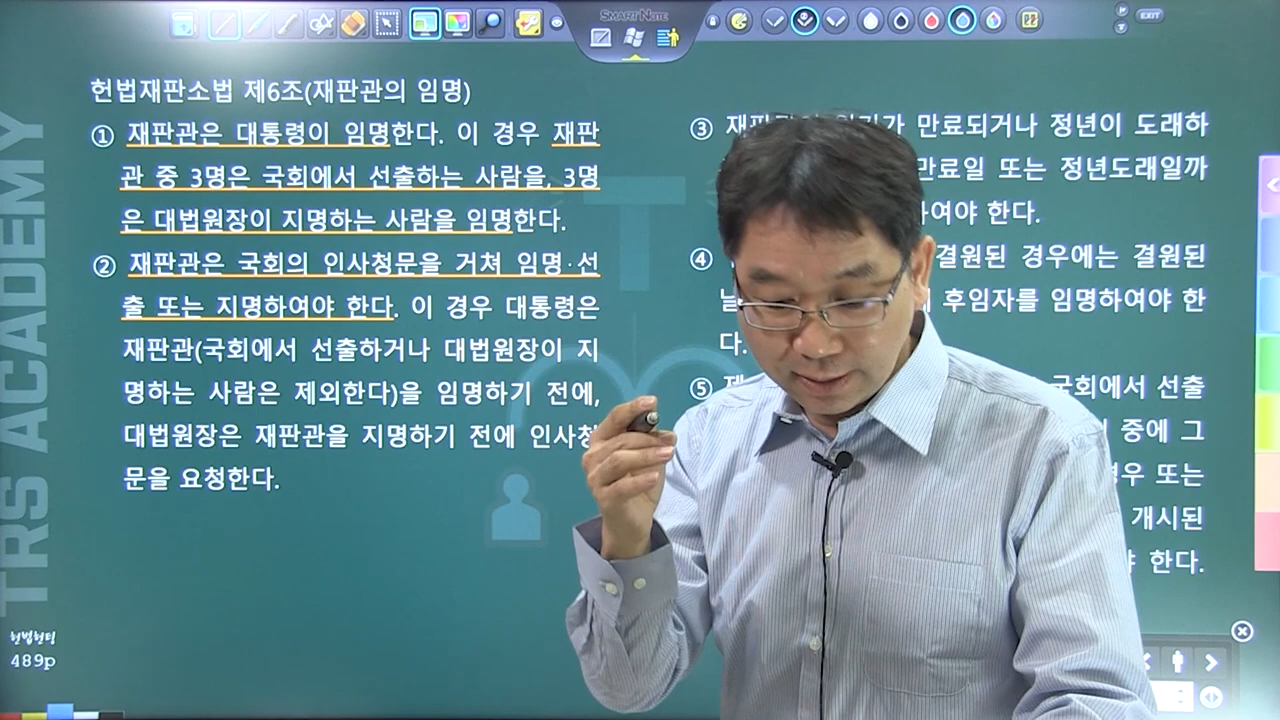 SMART NOTE
EXIT
헌법재판소법 제6조(재판관의 임명)
① 재판관은 대통령이 임명한다. 이 경우 재판
관 중 3명은 국회에서 선출하는 사람을, 3명
은 대법원장이 지명하는 사람을 임명한다.
② 재판관은 국회의 인사청문을 거쳐 임명·선
출 또는 지명하여야 한다. 이 경우 대통령은
재판관(국회에서 선출하거나 대법원장이 지
명하는 사람은 제외한다)을 임명하기 전에,
대법원장은 재판관을 지명하기 전에 인사청
문을 요청한다.
③ 만료되거나 정년이 도래하
만료일 또는 정년도래일까
하여야 한다.
④ 결원된 경우에는 결원된
후임자를 임명하여야 한
다.
⑤ 국회에서 선출
중에 그
또는
개시된
한다.
TRS ACADEMY
헌법헌팅
489p